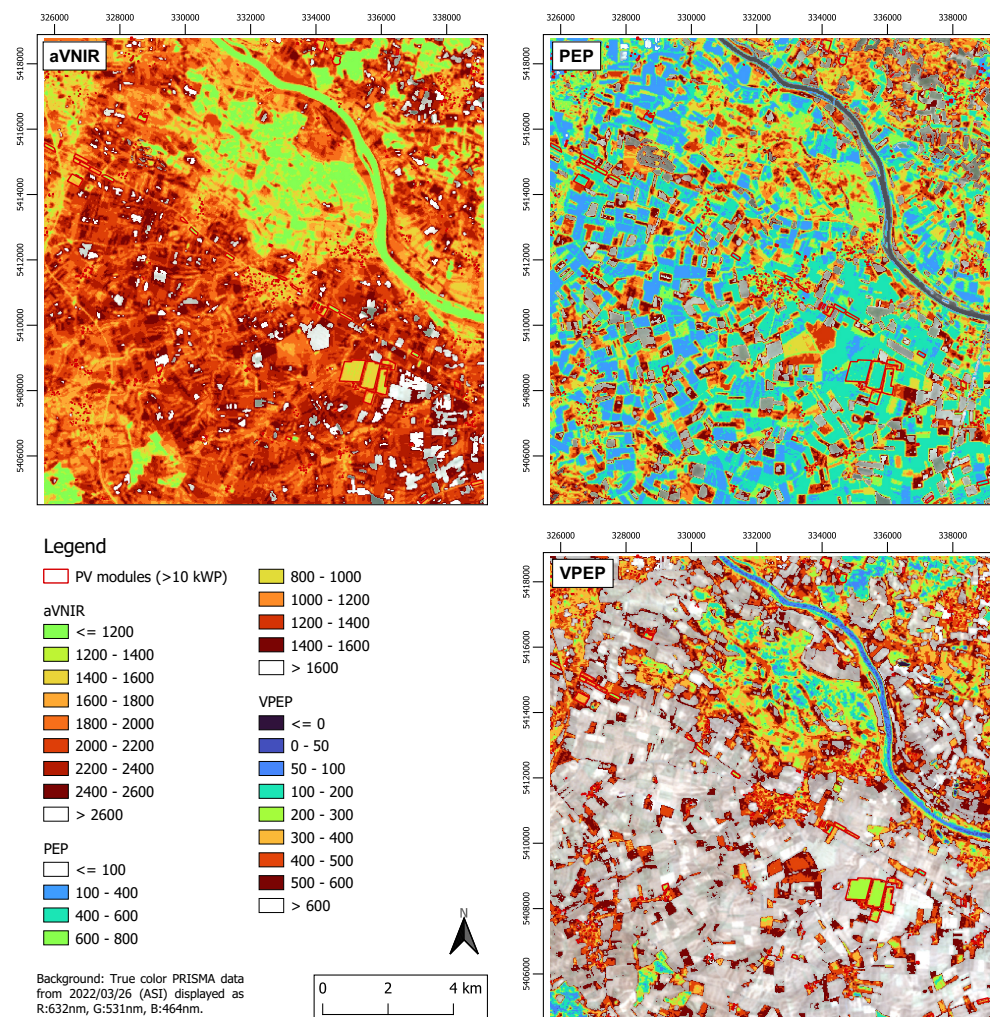 326000 328000 330000 332000 334000 336000 338000
aVNIR
5418000
5416000
5414000
5412000
5410000
5408000
5406000
326000 328000 330000 332000 334000 336000 338000
PEP
5418000
5416000
5414000
5412000
5410000
5408000
5406000
Legend
PV modules (>10 kWP)
aVNIR
<= 1200
1200 - 1400
1400 - 1600
1600 - 1800
1800 - 2000
2000 - 2200
2200 - 2400
2400 - 2600
> 2600
PEP
<= 100
100 - 400
400 - 600
600 - 800
800 - 1000
1000 - 1200
1200 - 1400
1400 - 1600
> 1600
VPEP
<= 0
0 - 50
50 - 100
100 - 200
200 - 300
300 - 400
400 - 500
500 - 600
> 600
N
Background: True color PRISMA data
from 2022/03/26 (ASI) displayed as
R:632nm, G:531nm, B:464nm.
0 2 4 km
326000 328000 330000 332000 334000 336000 338000
VPEP
5418000
5416000
5414000
5412000
5410000
5408000
5406000